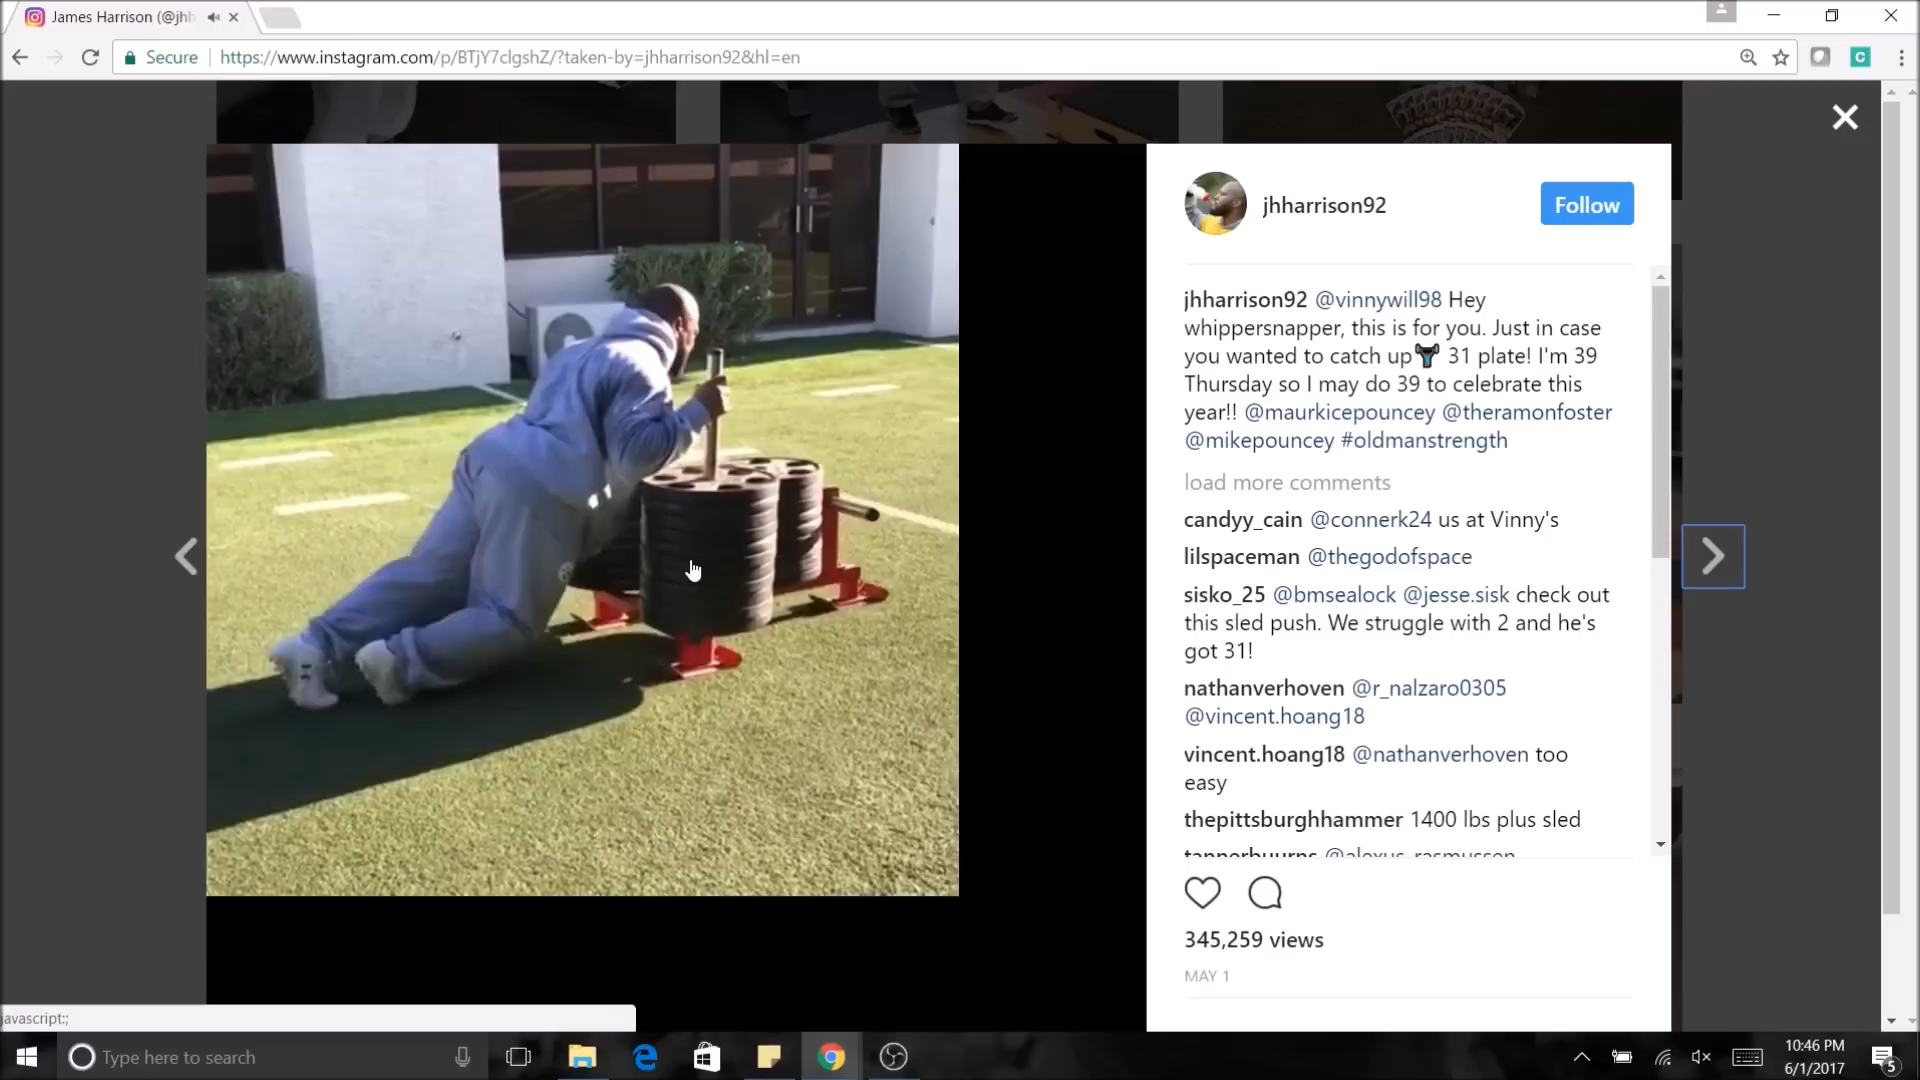 James Harrison (@jhh
Secure https://www.instagram.com/p/BTjY7clgshZ/?taken-by=jhharrison92&hl=en
jhharrison92
Follow
jhharrison92 @vinnywill98 Hey
whippersnapper, this is for you. Just in case
you wanted to catch up 31 plate! I'm 39
Thursday so I may do 39 to celebrate this
year!! @maurkicepouncey @theramonfoster
@mikepouncey #oldmanstrength
load more comments
candyy_cain @connerk24 us at Vinny's
lilspaceman @thegodofspace
sisko_25 @bmsealock @jesse.sisk check out
this sled push. We struggle with 2 and he's
got 31!
nathanverhoven @r_nalzaro0305
@vincent.hoang18
vincent.hoang18 @nathanverhoven too
easy
thepittsburghhammer 1400 lbs plus sled
tannerbuurns @alexus_rasmussen
345,259 views
MAY 1
javascript:;
Type here to search
10:46 PM
6/1/2017
5